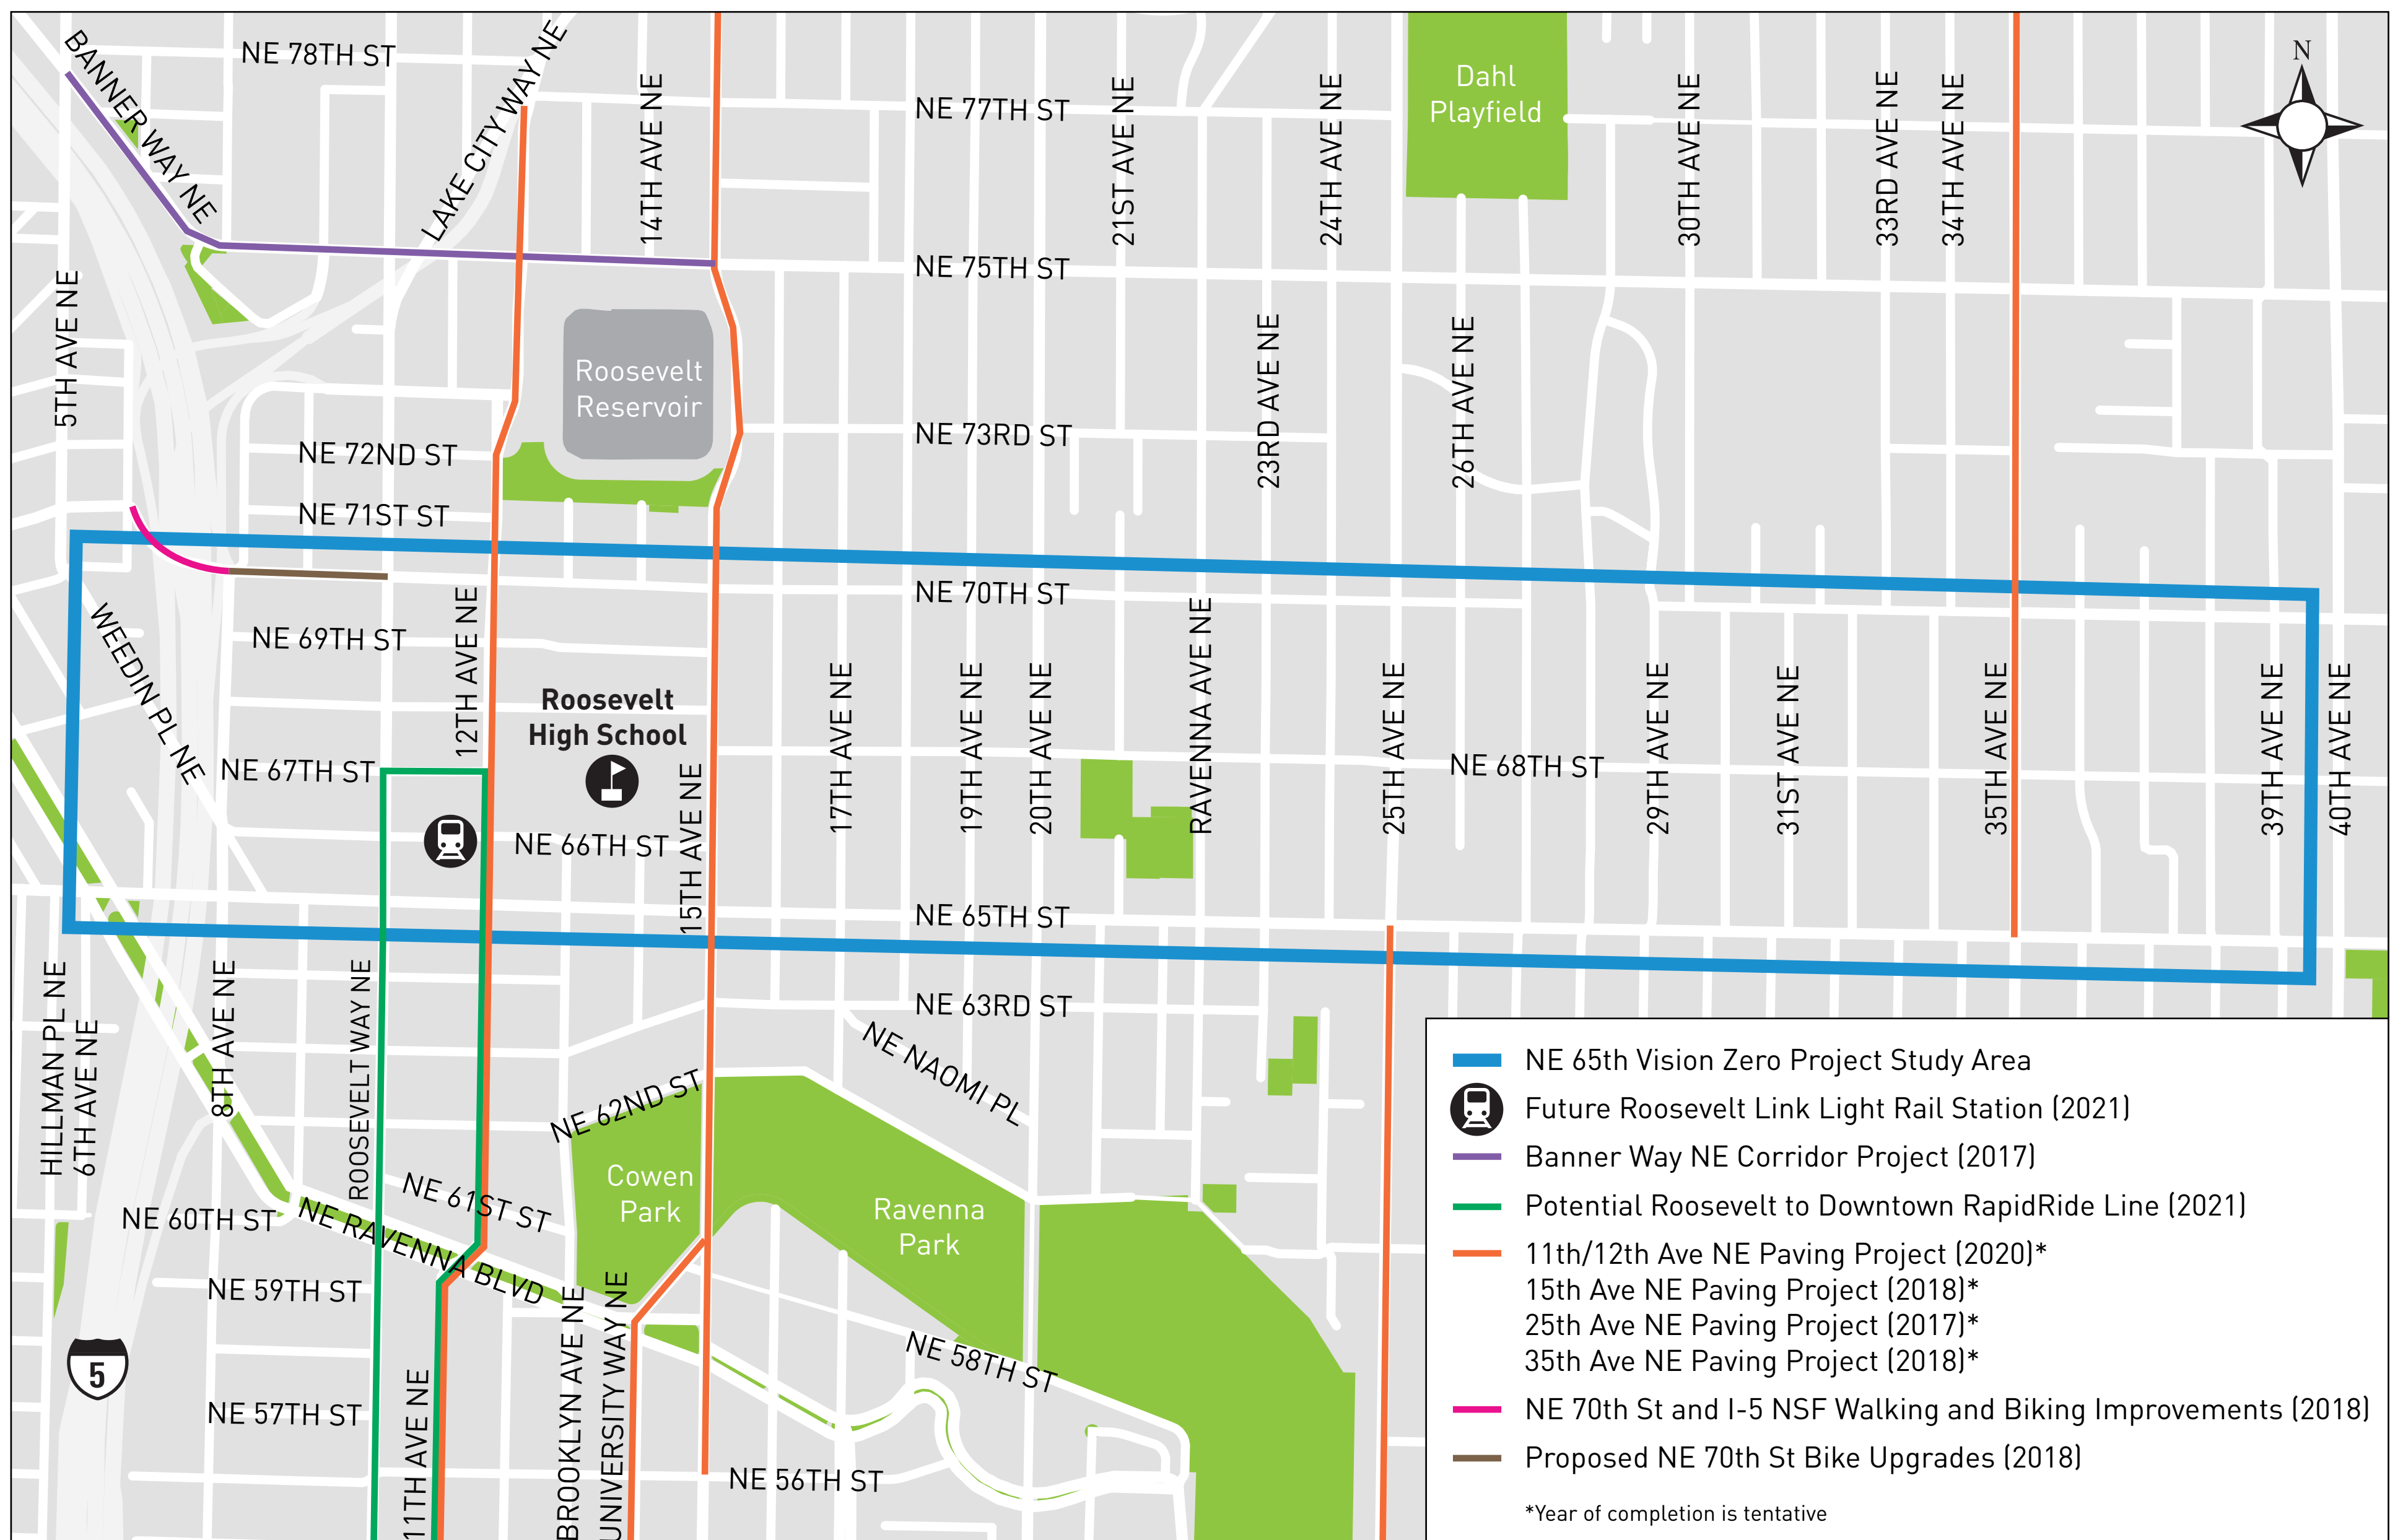 BANNER WAY NE
NE 78TH ST
LAKE CITY WAY NE
14TH AVE NE
NE 77TH ST
21ST AVE NE
24TH AVE NE
Dahl
Playfield
30TH AVE NE
33RD AVE NE
34TH AVE NE
N
NE 75TH ST
5TH AVE NE
Roosevelt
Reservoir
23RD AVE NE
26TH AVE NE
NE 73RD ST
NE 72ND ST
NE 71ST ST
NE 70TH ST
WEEDIN PL NE
NE 69TH ST
12TH AVE NE
Roosevelt
High School
15TH AVE NE
17TH AVE NE
19TH AVE NE
20TH AVE NE
RAVENNA AVE NE
25TH AVE NE
NE 68TH ST
29TH AVE NE
31ST AVE NE
35TH AVE NE
39TH AVE NE
40TH AVE NE
NE 67TH ST
NE 66TH ST
NE 65TH ST
HILLMAN PL NE
6TH AVE NE
8TH AVE NE
ROOSEVELT WAY NE
NE 63RD ST
NE NAOMI PL
NE 62ND ST
Cowen
Park
Ravenna
Park
NE 61ST ST
NE 60TH ST
NE RAVENNA BLVD
NE 59TH ST
NE 58TH ST
5
NE 57TH ST
11TH AVE NE
BROOKLYN AVE NE
UNIVERSITY WAY NE
NE 56TH ST
NE 65th Vision Zero Project Study Area
Future Roosevelt Link Light Rail Station (2021)
Banner Way NE Corridor Project (2017)
Potential Roosevelt to Downtown RapidRide Line (2021)
11th/12th Ave NE Paving Project (2020)*
15th Ave NE Paving Project (2018)*
25th Ave NE Paving Project (2017)*
35th Ave NE Paving Project (2018)*
NE 70th St and I-5 NSF Walking and Biking Improvements (2018)
Proposed NE 70th St Bike Upgrades (2018)
*Year of completion is tentative